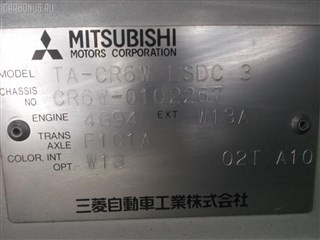 MITSUBISHI
MOTORS CORPORATION
MODEL TA-CR6W LSDC 3
CHASSIS NO. CR6W-0102267
ENGINE 4G94 EXT W13A
TRANS AXLE F1C1A
COLOR, INT OPT. W13 02T A10
三菱自動車工業株式会社